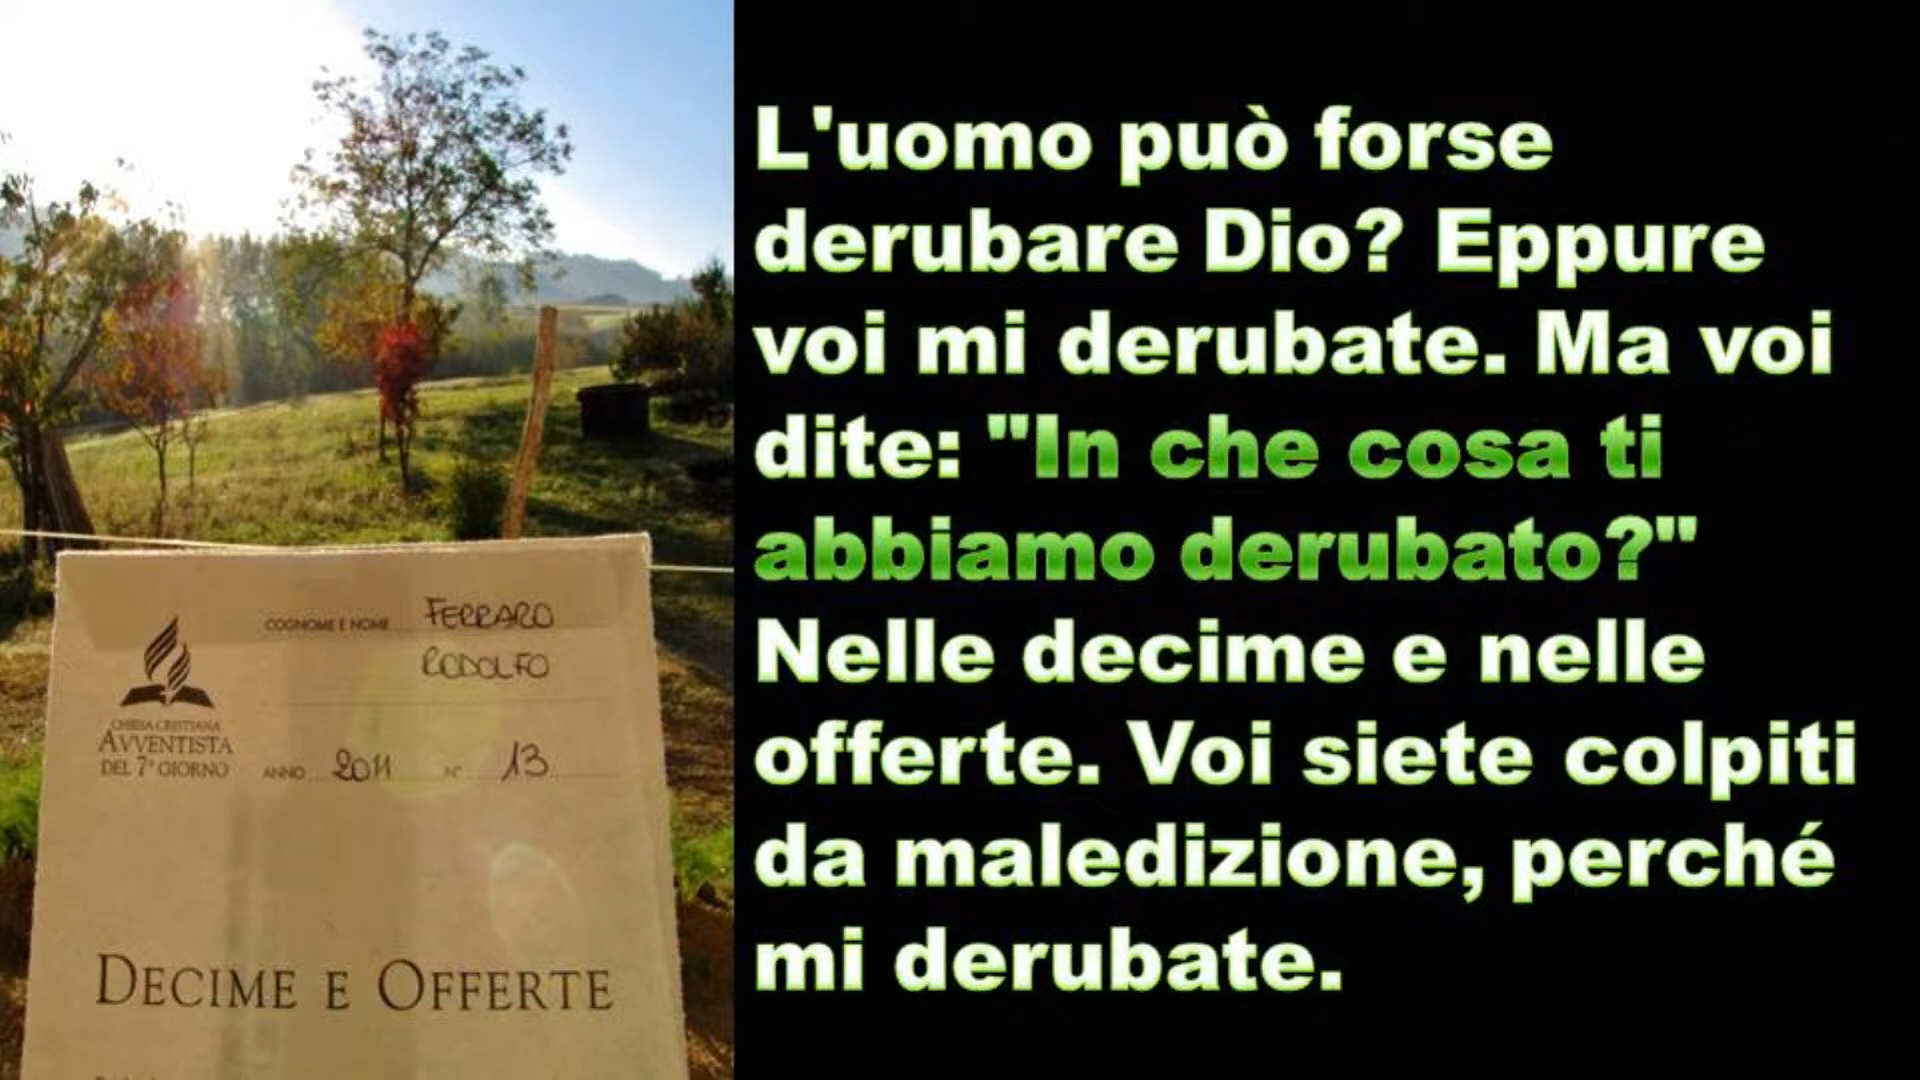 COGNOME E NOME FERRARO
RODOLFO
CHIESA CRISTIANA
AVVENTISTA
DEL 7° GIORNO
ANNO 2011 N° 13
DECIME E OFFERTE
L'uomo può forse
derubare Dio? Eppure
voi mi derubate. Ma voi
dite: "In che cosa ti
abbiamo derubato?"
Nelle decime e nelle
offerte. Voi siete colpiti
da maledizione, perché
mi derubate.